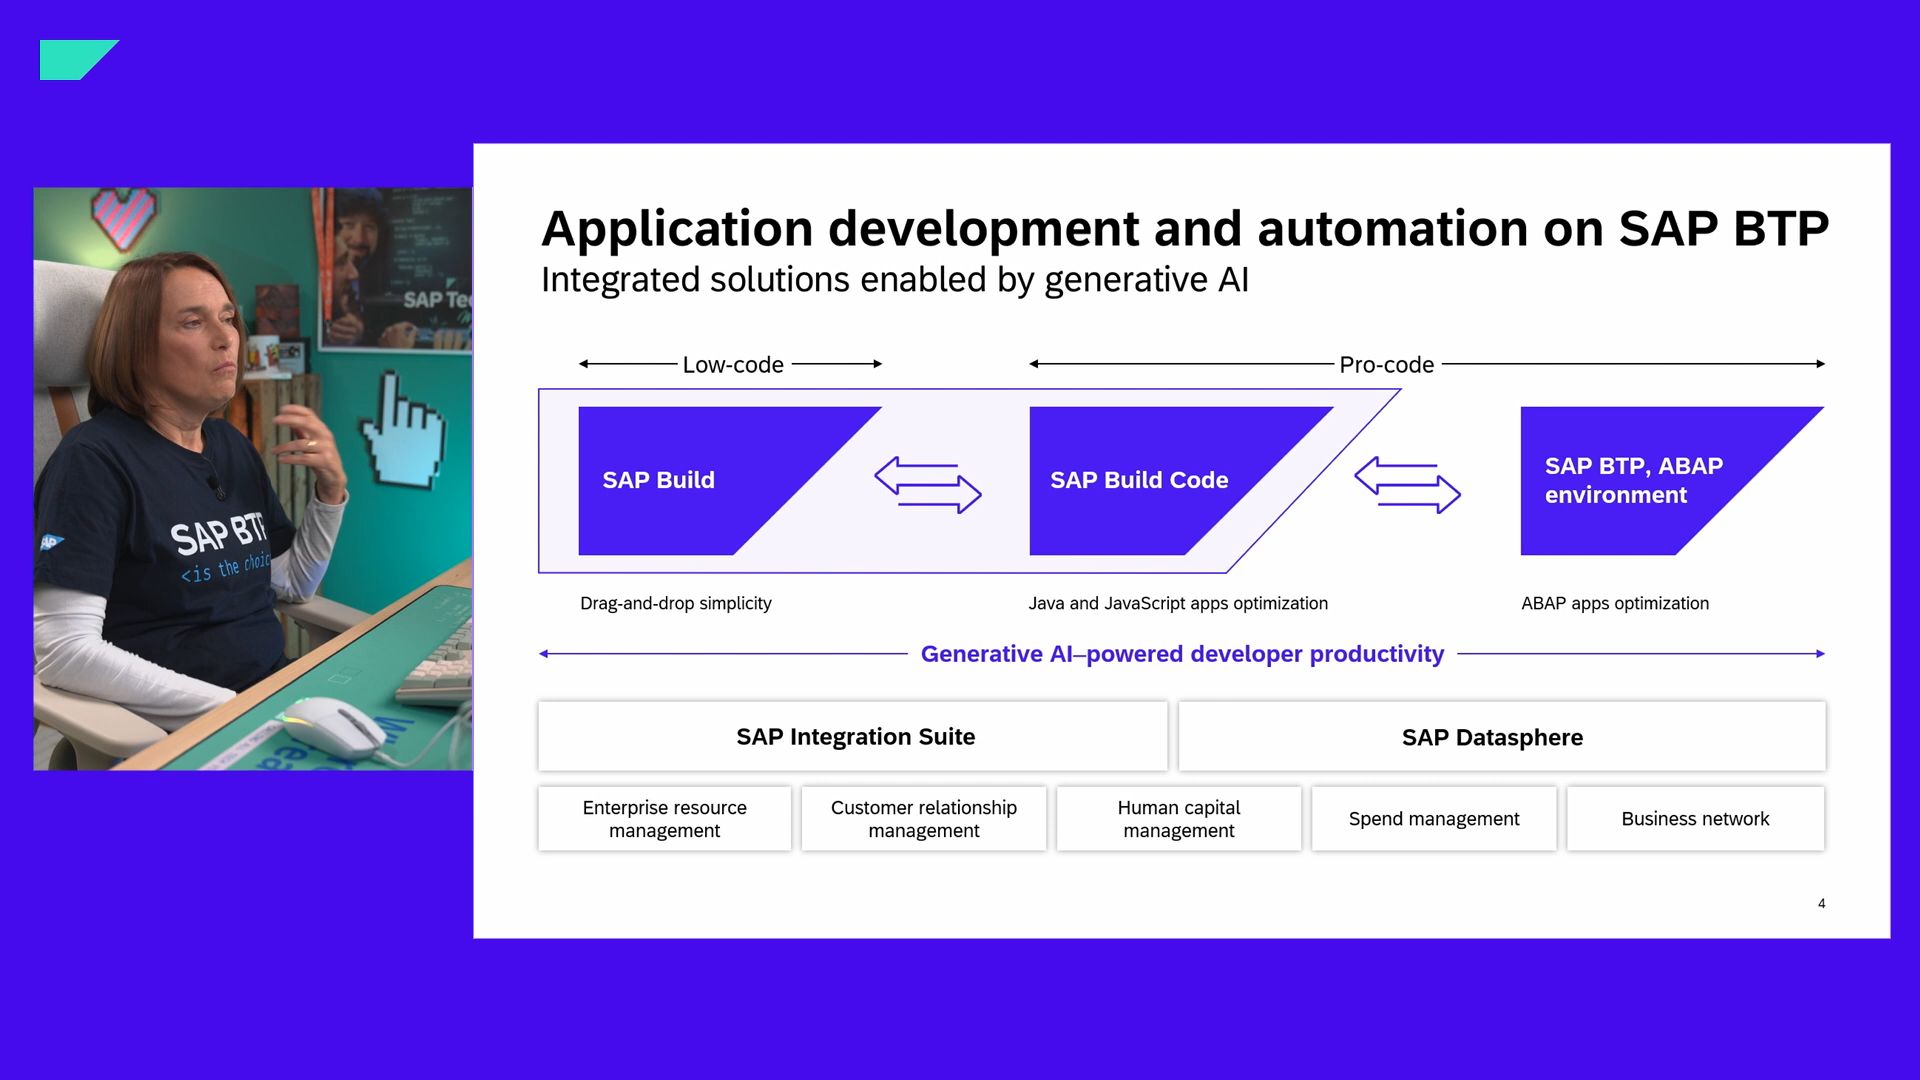 Application development and automation on SAP BTP
Integrated solutions enabled by generative AI
Low-code
Pro-code
SAP Build
SAP Build Code
SAP BTP, ABAP
environment
Drag-and-drop simplicity
Java and JavaScript apps optimization
ABAP apps optimization
Generative AI–powered developer productivity
SAP Integration Suite
SAP Datasphere
Enterprise resource
management
Customer relationship
management
Human capital
management
Spend management
Business network
4
SAP Tec
SAP BTP
<is the choic